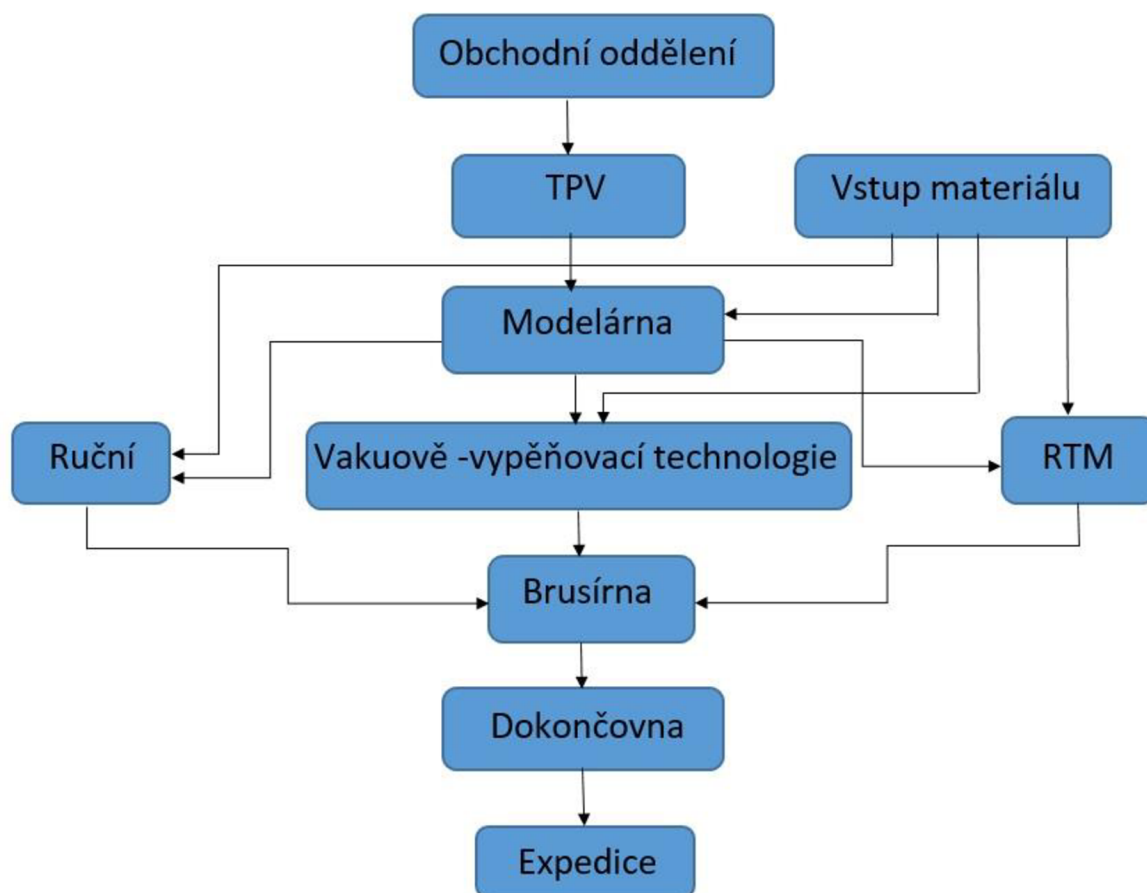 Obchodní oddělení
TPV
Vstup materiálu
Modelárna
Ruční
Vakuově -vypěňovací technologie
RTM
Brusírna
Dokončovna
Expedice